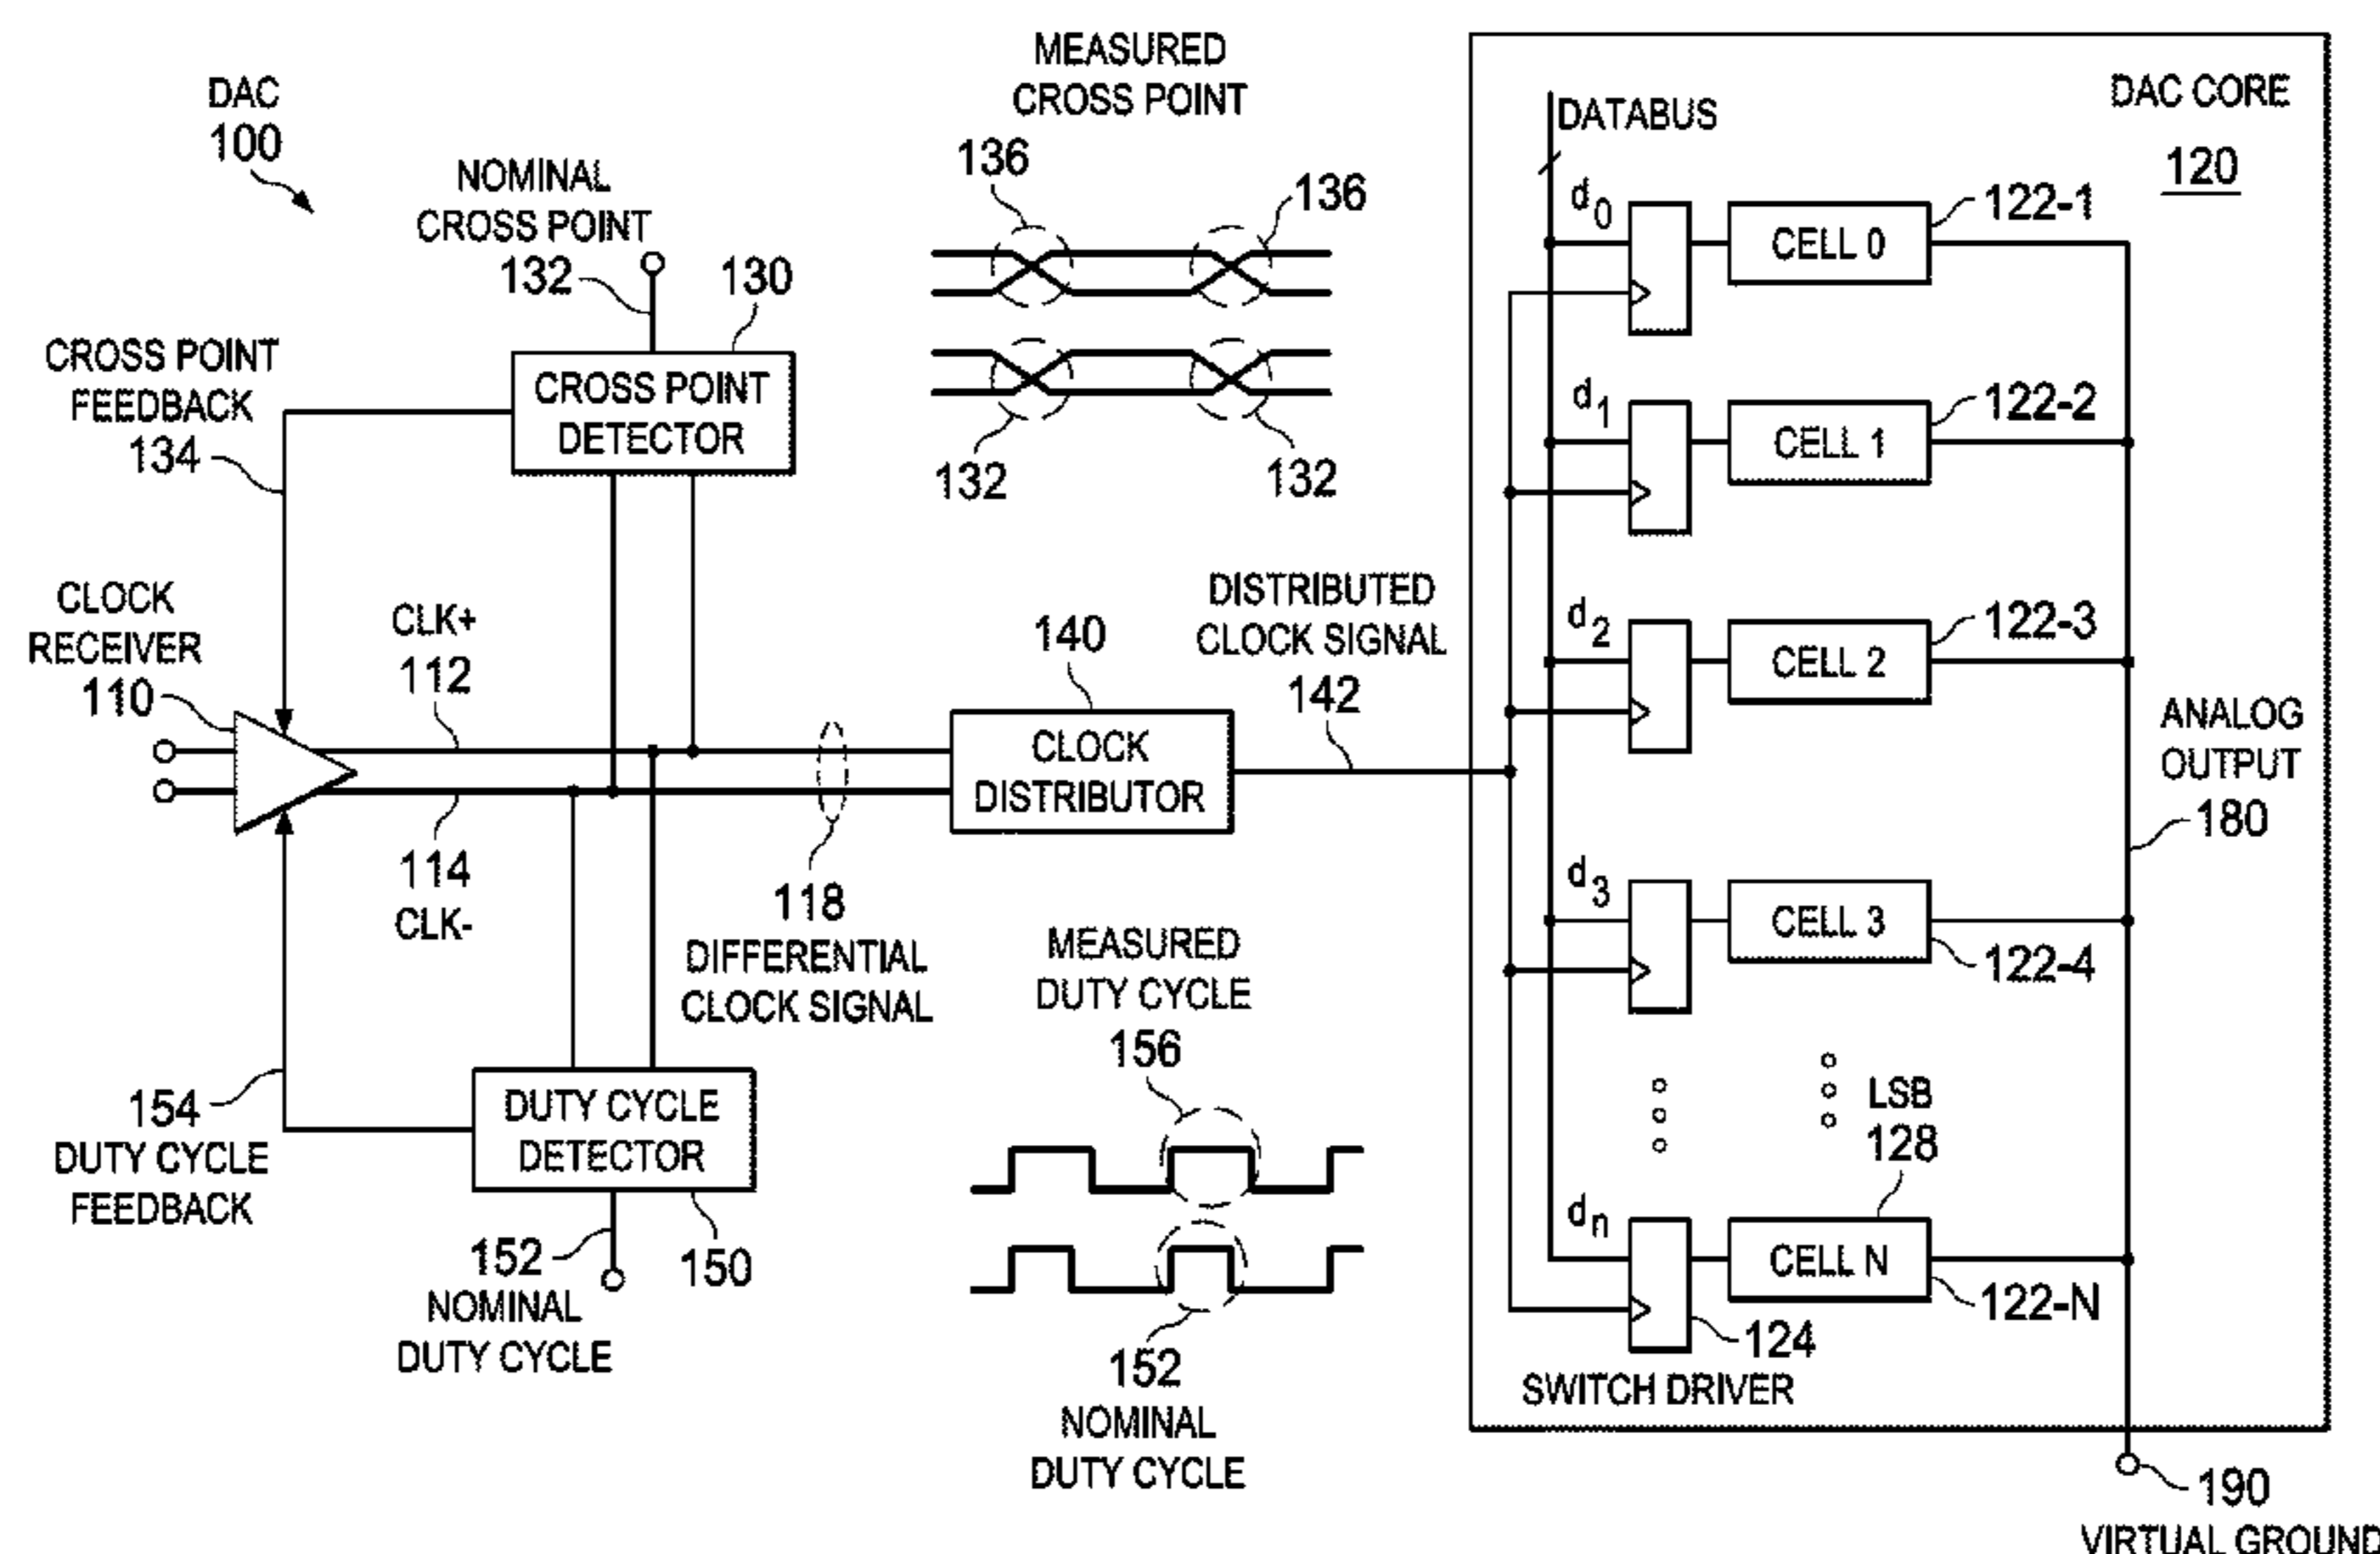 DAC
100
NOMINAL
CROSS POINT
132
130
CROSS POINT
DETECTOR
CROSS POINT
FEEDBACK
134
MEASURED
CROSS POINT
136
136
132
132
CLOCK
RECEIVER
110
CLK+
112
114
CLK-
118
DIFFERENTIAL
CLOCK SIGNAL
140
CLOCK
DISTRIBUTOR
DISTRIBUTED
CLOCK SIGNAL
142
154
DUTY CYCLE
FEEDBACK
DUTY CYCLE
DETECTOR
152
NOMINAL
DUTY CYCLE
150
MEASURED
DUTY CYCLE
156
152
NOMINAL
DUTY CYCLE
DAC CORE
120
DATABUS
d0
CELL 0
122-1
d1
CELL 1
122-2
d2
CELL 2
122-3
ANALOG
OUTPUT
180
d3
CELL 3
122-4
LSB
128
dn
CELL N
122-N
124
SWITCH DRIVER
190
VIRTUAL GROUND